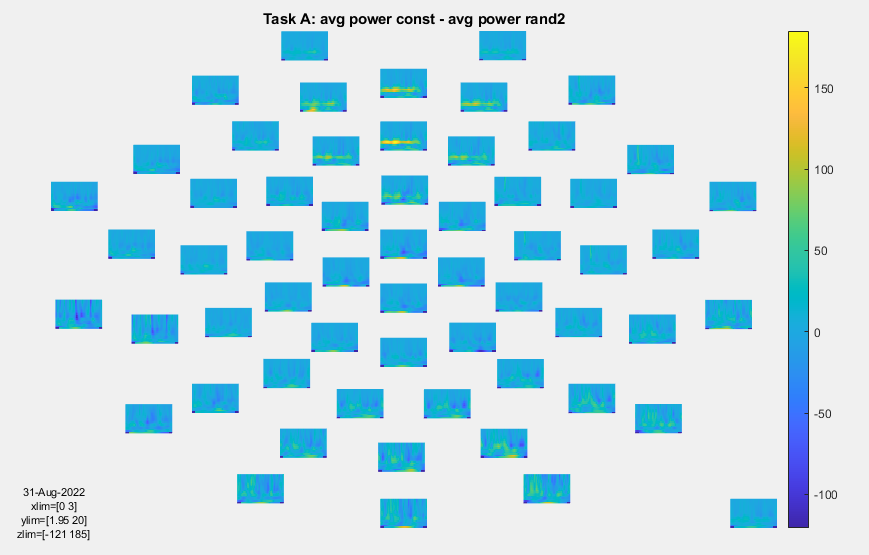 Task A: avg power const - avg power rand2
150
100
50
0
-50
-100
31-Aug-2022
xlim=[0 3]
ylim=[1.95 20]
zlim=[-121 185]